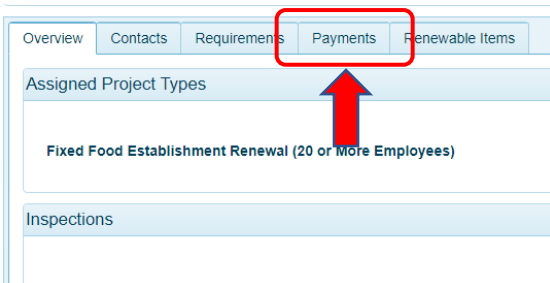 Overview Contacts Requirements Payments Renewable Items
Assigned Project Types
Fixed Food Establishment Renewal (20 or More Employees)
Inspections